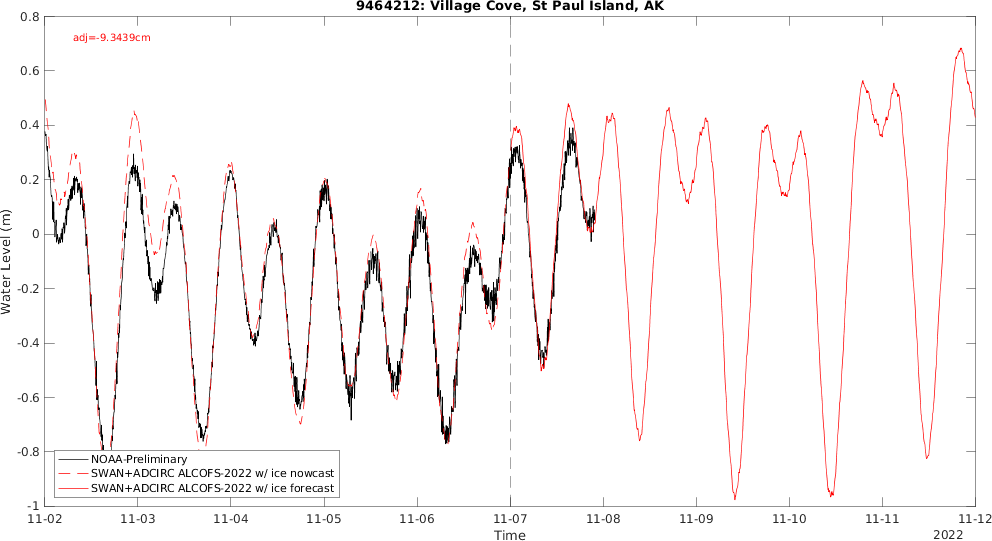 9464212: Village Cove, St Paul Island, AK
adj=-9.3439cm
Water Level (m)
0.8
0.6
0.4
0.2
0
-0.2
-0.4
-0.6
-0.8
-1
NOAA-Preliminary
SWAN+ADCIRC ALCOFS-2022 w/ ice nowcast
SWAN+ADCIRC ALCOFS-2022 w/ ice forecast
11-02 11-03 11-04 11-05 11-06 11-07 11-08 11-09 11-10 11-11 11-12
Time
2022